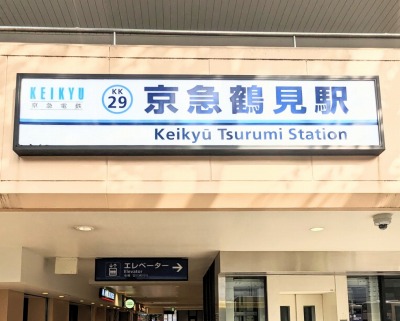 KEIKYU
京急電鉄
KK
29
京急鶴見駅
Keikyū Tsurumi Station
エレベーター
Elevator